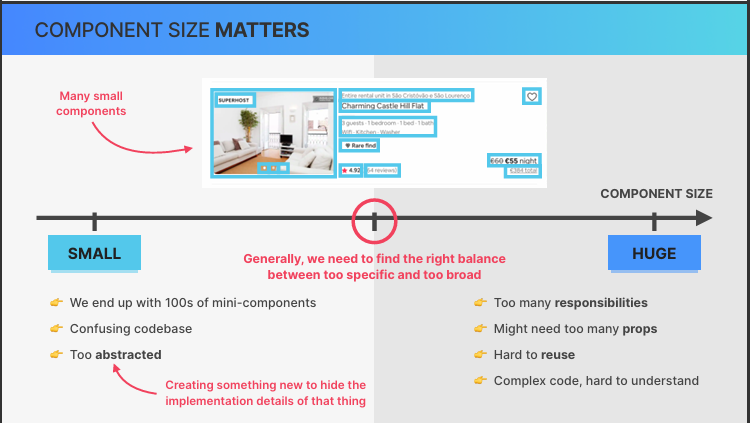 COMPONENT SIZE MATTERS
Many small
components
SUPERHOST
Entire rental unit in São Cristóvão e São Lourenço
Charming Castle Hill Flat
3 guests · 1 bedroom · 1 bed · 1 bath
Wifi · Kitchen · Washer
Rare find
4.92 (64 reviews)
€60 €55 night
€384 total
COMPONENT SIZE
SMALL
HUGE
Generally, we need to find the right balance
between too specific and too broad
👉 We end up with 100s of mini-components
👉 Confusing codebase
👉 Too abstracted
Creating something new to hide the
implementation details of that thing
👉 Too many responsibilities
👉 Might need too many props
👉 Hard to reuse
👉 Complex code, hard to understand